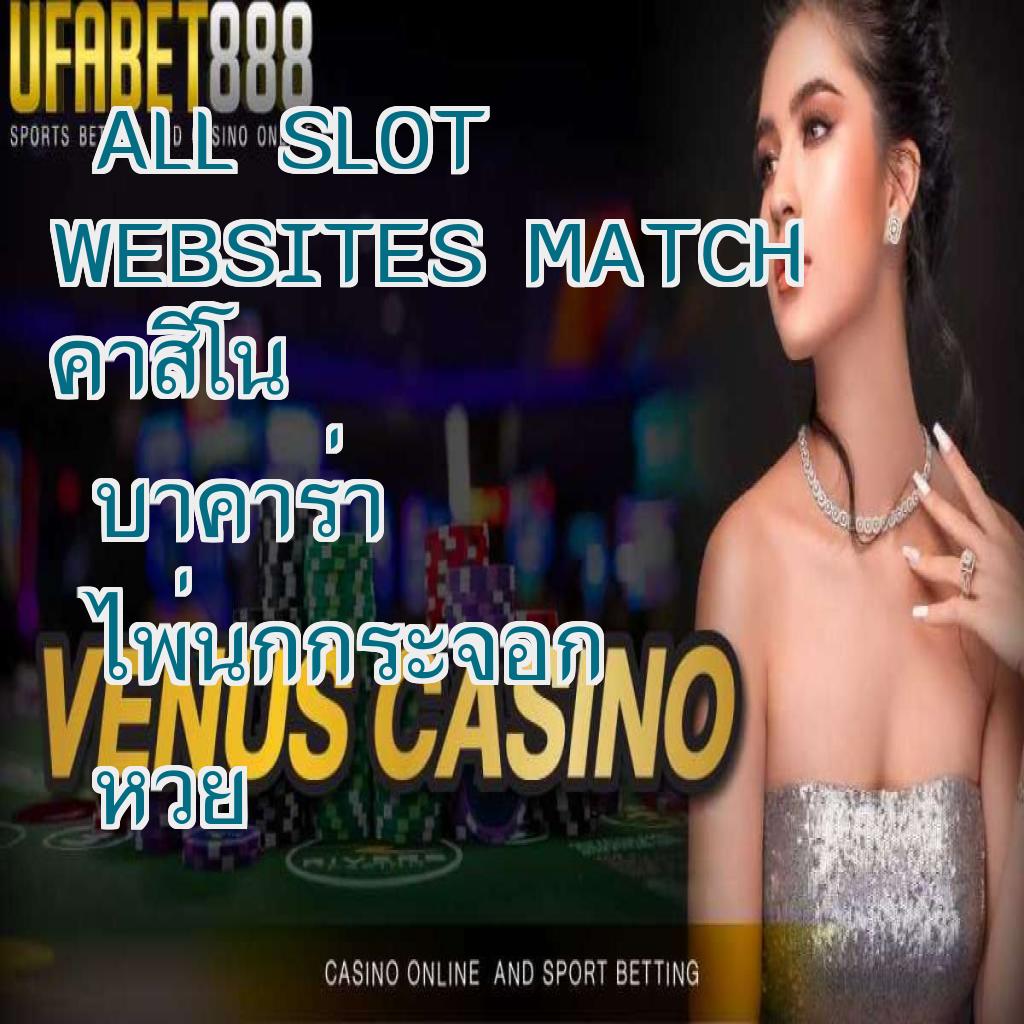 UFABET888
SPORTS BET
ALL SLOT
WEBSITES MATCH
คาสิโน
บาคาร่า
ไพ่นกกระจอก
VENUS CASINO
หวย
CASINO ONLINE AND SPORT BETTING